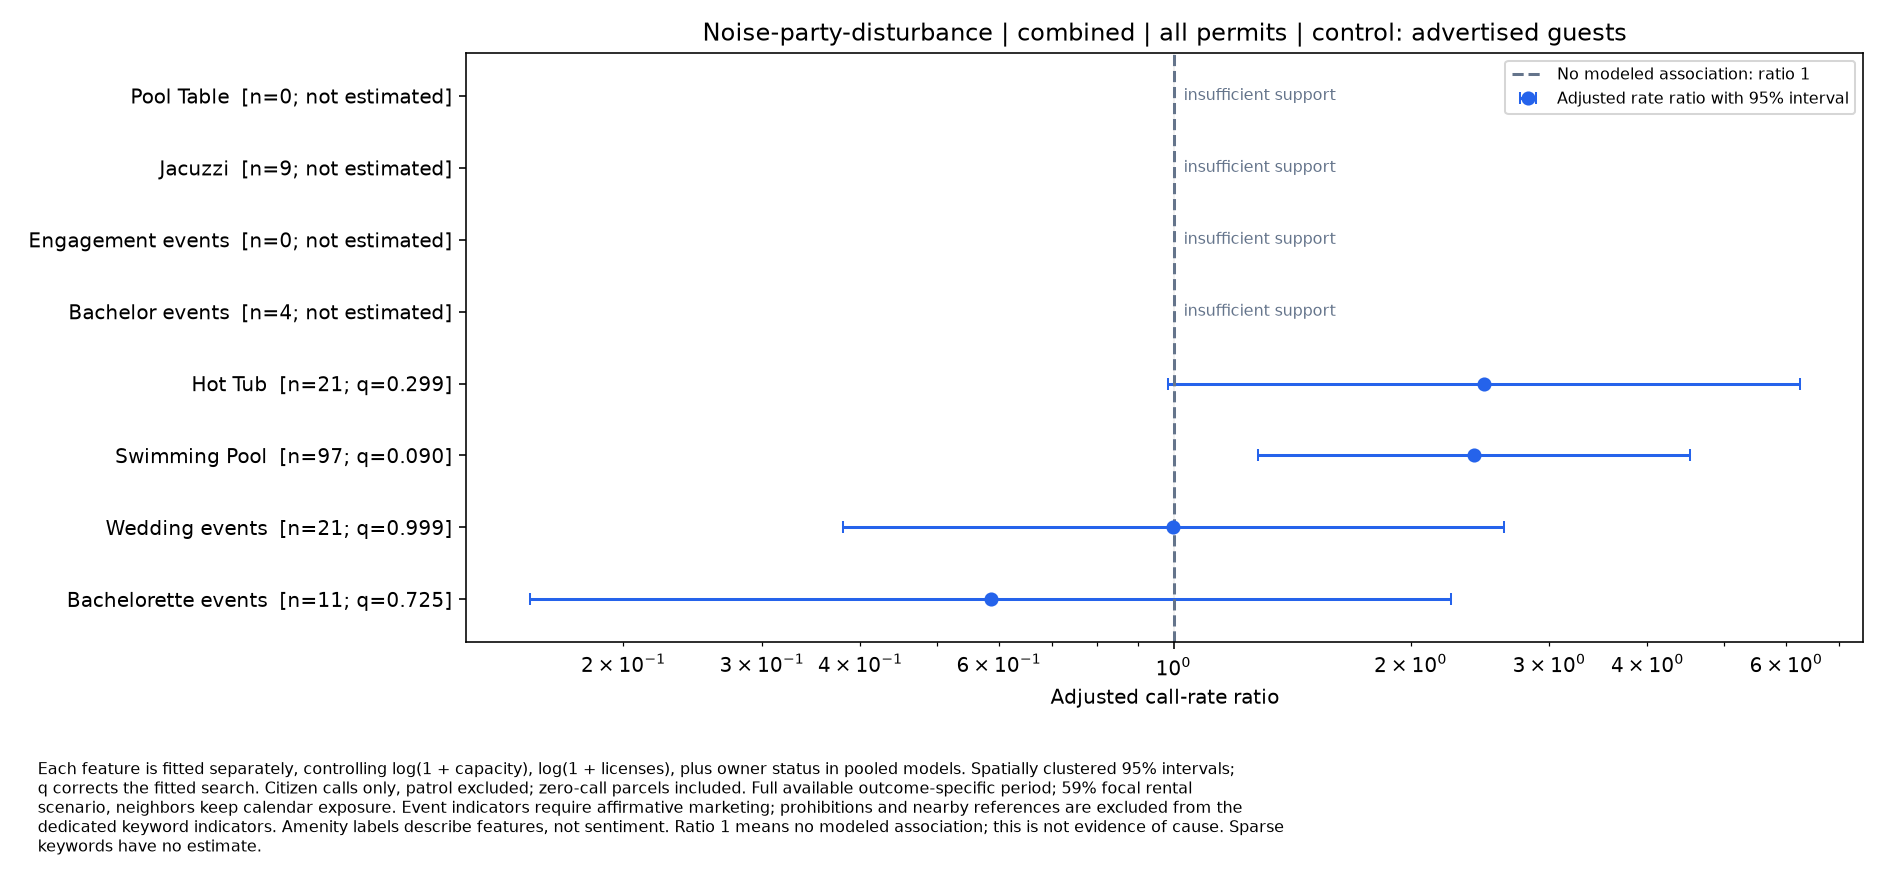 Noise-party-disturbance | combined | all permits | control: advertised guests
No modeled association: ratio 1
Adjusted rate ratio with 95% interval
Pool Table [n=0; not estimated]
insufficient support
Jacuzzi [n=9; not estimated]
insufficient support
Engagement events [n=0; not estimated]
insufficient support
Bachelor events [n=4; not estimated]
insufficient support
Hot Tub [n=21; q=0.299]
Swimming Pool [n=97; q=0.090]
Wedding events [n=21; q=0.999]
Bachelorette events [n=11; q=0.725]
2 × 10⁻¹ 3 × 10⁻¹ 4 × 10⁻¹ 6 × 10⁻¹ 10⁰ 2 × 10⁰ 3 × 10⁰ 4 × 10⁰ 6 × 10⁰
Adjusted call-rate ratio
Each feature is fitted separately, controlling log(1 + capacity), log(1 + licenses), plus owner status in pooled models. Spatially clustered 95% intervals;
q corrects the fitted search. Citizen calls only, patrol excluded; zero-call parcels included. Full available outcome-specific period; 59% focal rental
scenario, neighbors keep calendar exposure. Event indicators require affirmative marketing; prohibitions and nearby references are excluded from the
dedicated keyword indicators. Amenity labels describe features, not sentiment. Ratio 1 means no modeled association; this is not evidence of cause. Sparse
keywords have no estimate.